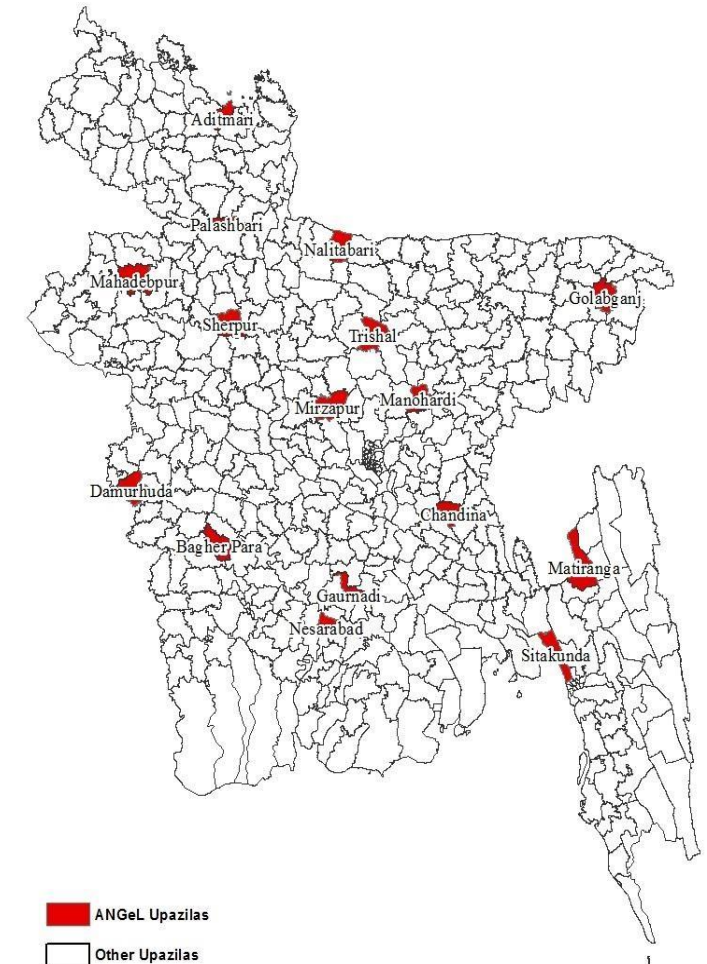 Aditmari
Palashbari
Nalitabari
Mahadebpur
Golabganj
Sherpur
Trishal
Mirzapur
Manohardi
Damurhuda
Chandina
Bagher Para
Matiranga
Gaurnadi
Nesarabad
Sitakunda
ANGeL Upazilas
Other Upazilas